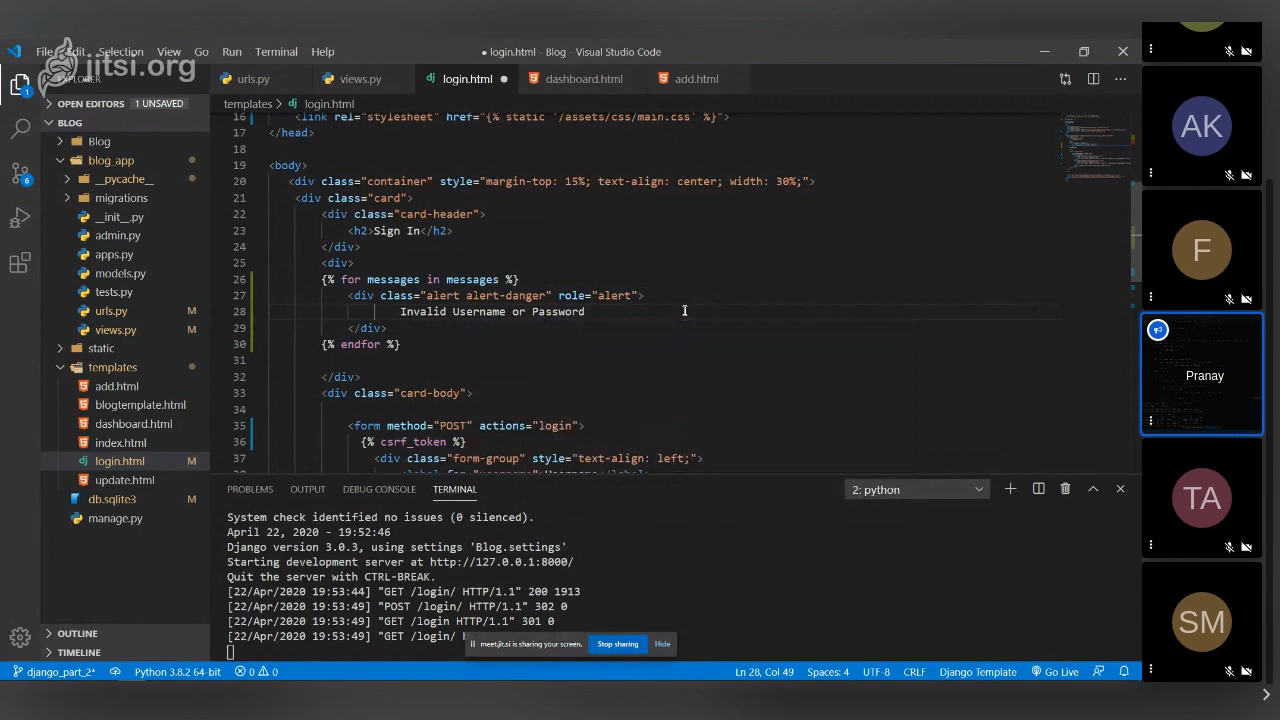 jitsi.org
File Edit Selection View Go Run Terminal Help
● login.html - Blog - Visual Studio Code
EXPLORER
urls.py views.py login.html ● dashboard.html add.html
OPEN EDITORS 1 UNSAVED
templates > login.html
BLOG
Blog
blog_app
__pycache__
migrations
__init__.py
admin.py
apps.py
models.py
tests.py
urls.py M
views.py M
static
templates
add.html
blogtemplate.html
dashboard.html
index.html
login.html M
update.html
db.sqlite3 M
manage.py
OUTLINE
TIMELINE
16 <link rel="stylesheet" href="{% static '/assets/css/main.css' %}">
17 </head>
18
19 <body>
20 <div class="container" style="margin-top: 15%; text-align: center; width: 30%;">
21 <div class="card">
22 <div class="card-header">
23 <h2>Sign In</h2>
24 </div>
25 <div>
26 {% for messages in messages %}
27 <div class="alert alert-danger" role="alert">
28 Invalid Username or Password
29 </div>
30 {% endfor %}
31
32 </div>
33 <div class="card-body">
34
35 <form method="POST" actions="login">
36 {% csrf_token %}
37 <div class="form-group" style="text-align: left;">
PROBLEMS OUTPUT DEBUG CONSOLE TERMINAL 2: python
System check identified no issues (0 silenced).
April 22, 2020 - 19:52:46
Django version 3.0.3, using settings 'Blog.settings'
Starting development server at http://127.0.0.1:8000/
Quit the server with CTRL-BREAK.
[22/Apr/2020 19:53:44] "GET /login/ HTTP/1.1" 200 1913
[22/Apr/2020 19:53:49] "POST /login/ HTTP/1.1" 302 0
[22/Apr/2020 19:53:49] "GET /login HTTP/1.1" 301 0
[22/Apr/2020 19:53:49] "GET /login/
meet.jit.si is sharing your screen. Stop sharing Hide
django_part_2* Python 3.8.2 64-bit 0 0 Ln 28, Col 49 Spaces: 4 UTF-8 CRLF Django Template Go Live
AK
F
Pranay
TA
SM
1
6